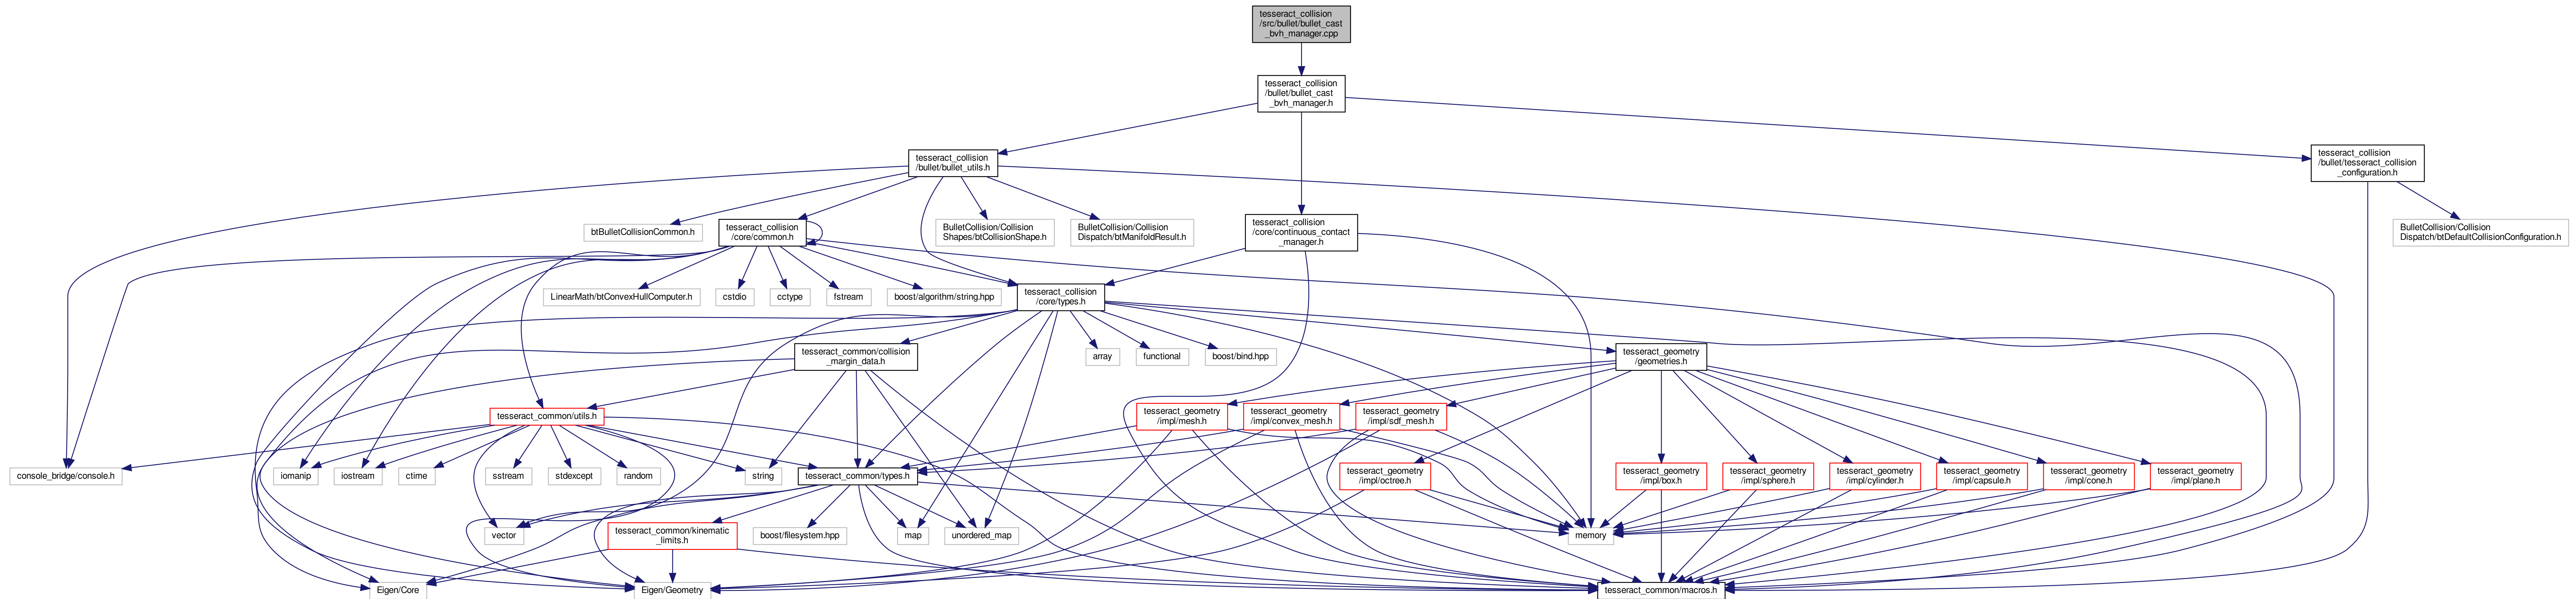 tesseract_collision
/src/bullet/bullet_cast
_bvh_manager.cpp
tesseract_collision
/bullet/bullet_cast
_bvh_manager.h
tesseract_collision
/bullet/bullet_utils.h
tesseract_collision
/bullet/tesseract_collision
_configuration.h
btBulletCollisionCommon.h
tesseract_collision
/core/common.h
BulletCollision/Collision
Shapes/btCollisionShape.h
BulletCollision/Collision
Dispatch/btManifoldResult.h
tesseract_collision
/core/continuous_contact
_manager.h
BulletCollision/Collision
Dispatch/btDefaultCollisionConfiguration.h
LinearMath/btConvexHullComputer.h
cstdio
cctype
fstream
boost/algorithm/string.hpp
tesseract_collision
/core/types.h
tesseract_common/collision
_margin_data.h
array
functional
boost/bind.hpp
tesseract_geometry
/geometries.h
tesseract_common/utils.h
tesseract_geometry
/impl/mesh.h
tesseract_geometry
/impl/convex_mesh.h
tesseract_geometry
/impl/sdf_mesh.h
console_bridge/console.h
iomanip
iostream
ctime
sstream
stdexcept
random
string
tesseract_common/types.h
tesseract_geometry
/impl/octree.h
tesseract_geometry
/impl/box.h
tesseract_geometry
/impl/sphere.h
tesseract_geometry
/impl/cylinder.h
tesseract_geometry
/impl/capsule.h
tesseract_geometry
/impl/cone.h
tesseract_geometry
/impl/plane.h
vector
tesseract_common/kinematic
_limits.h
boost/filesystem.hpp
map
unordered_map
memory
Eigen/Core
Eigen/Geometry
tesseract_common/macros.h